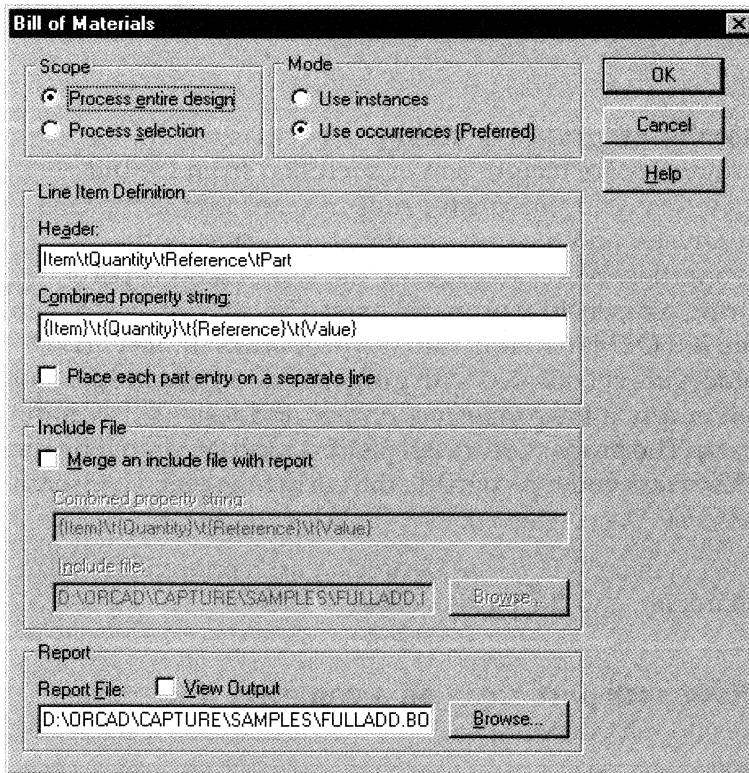 Bill of Materials
Scope
Process entire design
Process selection
Mode
Use instances
Use occurrences (Preferred)
OK
Cancel
Help
Line Item Definition
Header:
Item\tQuantity\tReference\tPart
Combined property string:
{Item}\t{Quantity}\t{Reference}\t{Value}
Place each part entry on a separate line
Include File
Merge an include file with report
Combined property string:
{Item}\t{Quantity}\t{Reference}\t{Value}
Include file:
D:\ORCAD\CAPTURE\SAMPLES\FULLADD.I
Browse...
Report
Report File:
View Output
D:\ORCAD\CAPTURE\SAMPLES\FULLADD.BO
Browse...